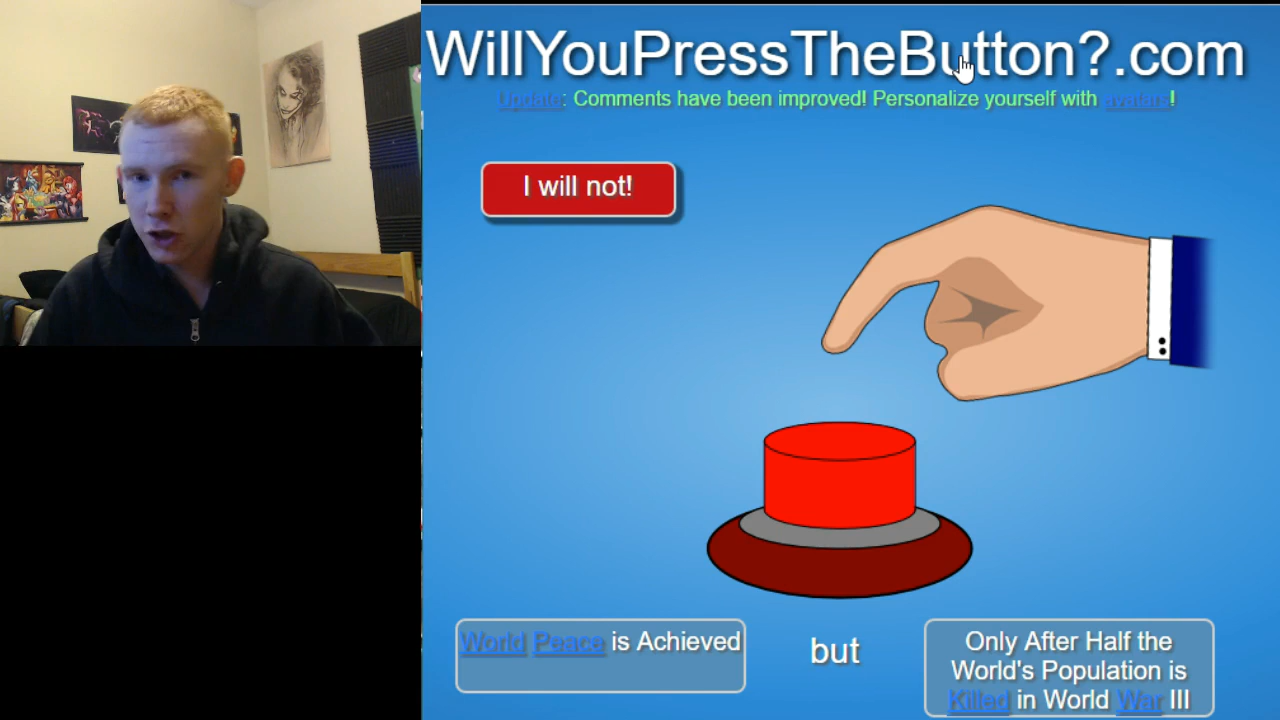 WillYouPressTheButton?.com
Update: Comments have been improved! Personalize yourself with avatars!
I will not!
World Peace is Achieved
but
Only After Half the
World's Population is
Killed in World War III